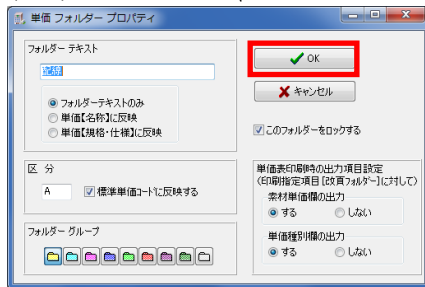 単価 フォルダー プロパティ
フォルダー テキスト
配線
フォルダーテキストのみ
単価【名称】に反映
単価【規格・仕様】に反映
OK
キャンセル
このフォルダーをロックする
区 分
A
標準単価コードに反映する
フォルダー グループ
単価表印刷時の出力項目設定
(印刷指定項目[改頁フォルダー]に対して)
素材単価欄の出力
する しない
単価種別欄の出力
する しない